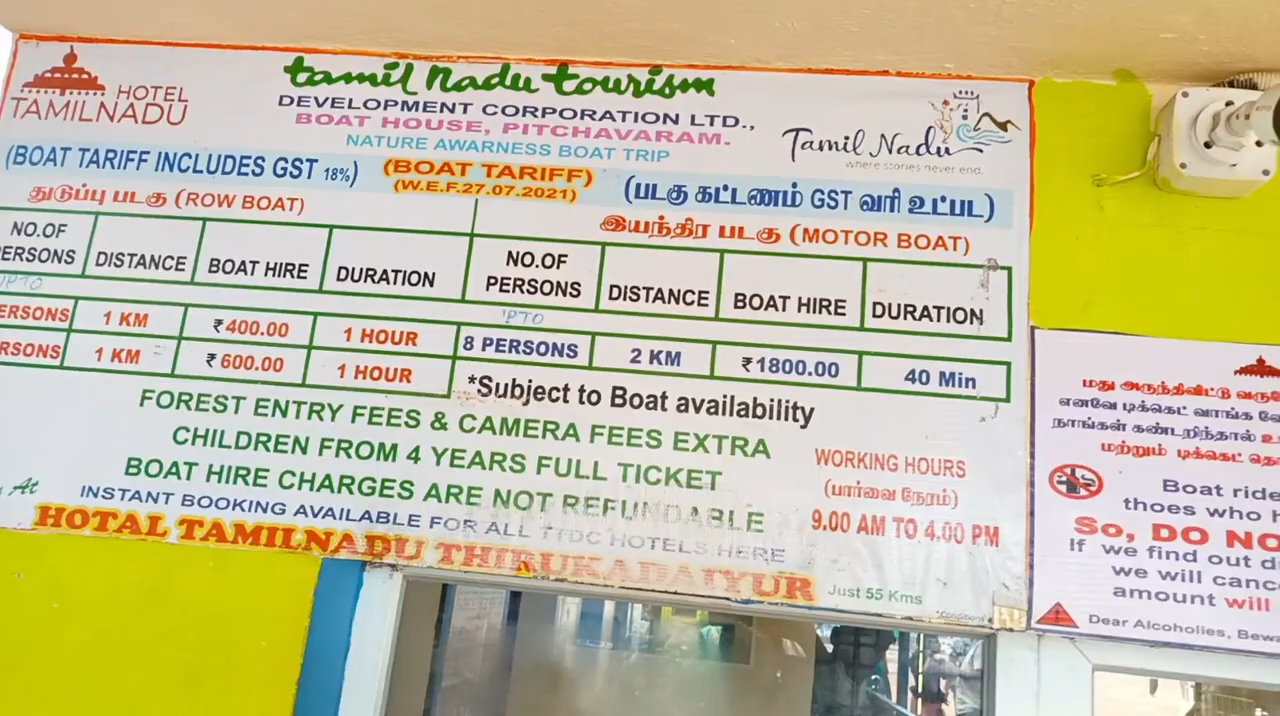 HOTEL
TAMILNADU
tamil nadu tourism
DEVELOPMENT CORPORATION LTD.,
BOAT HOUSE, PITCHAVARAM.
NATURE AWARNESS BOAT TRIP
Tamil Nadu
where stories never end.
(BOAT TARIFF INCLUDES GST 18%)
(BOAT TARIFF)
(W.E.F.27.07.2021)
(படகு கட்டணம் GST வரி உட்பட)
துடுப்பு படகு (ROW BOAT)
இயந்திர படகு (MOTOR BOAT)
NO.OF PERSONS DISTANCE BOAT HIRE DURATION
NO.OF PERSONS DISTANCE BOAT HIRE DURATION
UPTO
UPTO
ERSONS 1 KM ₹400.00 1 HOUR
RSONS 1 KM ₹600.00 1 HOUR
8 PERSONS 2 KM ₹1800.00 40 Min
*Subject to Boat availability
FOREST ENTRY FEES & CAMERA FEES EXTRA
CHILDREN FROM 4 YEARS FULL TICKET
BOAT HIRE CHARGES ARE NOT REFUNDABLE
WORKING HOURS
(பார்வை நேரம்)
9.00 AM TO 4.00 PM
At
INSTANT BOOKING AVAILABLE FOR ALL TTDC HOTELS HERE
HOTAL TAMILNADU THIRUKADAIYUR
Just 55 Kms
*Conditions
மது அருந்திவிட்டு
எனவே டிக்கெட் வாங்க
நாங்கள் கண்டறிந்தால்
மற்றும் டிக்கெட்
Boat ride
thoes who h
So, DO NO
If we find out d
we will canc
amount will
Dear Alcoholies, Bewa